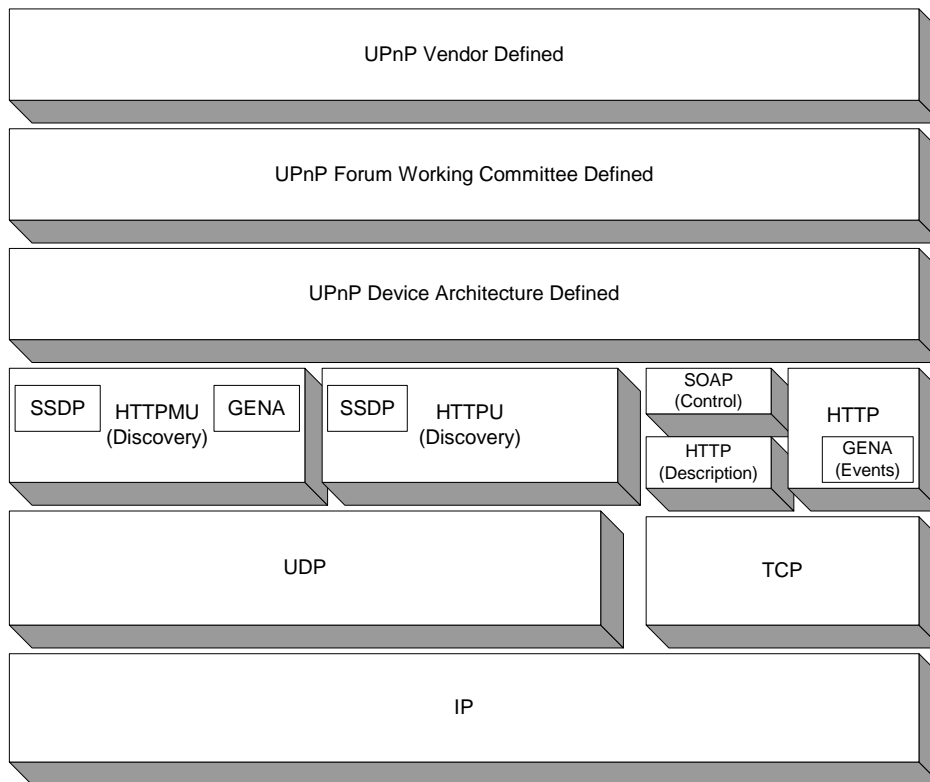 UPnP Vendor Defined
UPnP Forum Working Committee Defined
UPnP Device Architecture Defined
SSDP
HTTPMU
(Discovery)
GENA
SSDP
HTTPU
(Discovery)
SOAP
(Control)
HTTP
(Description)
HTTP
GENA
(Events)
UDP
TCP
IP